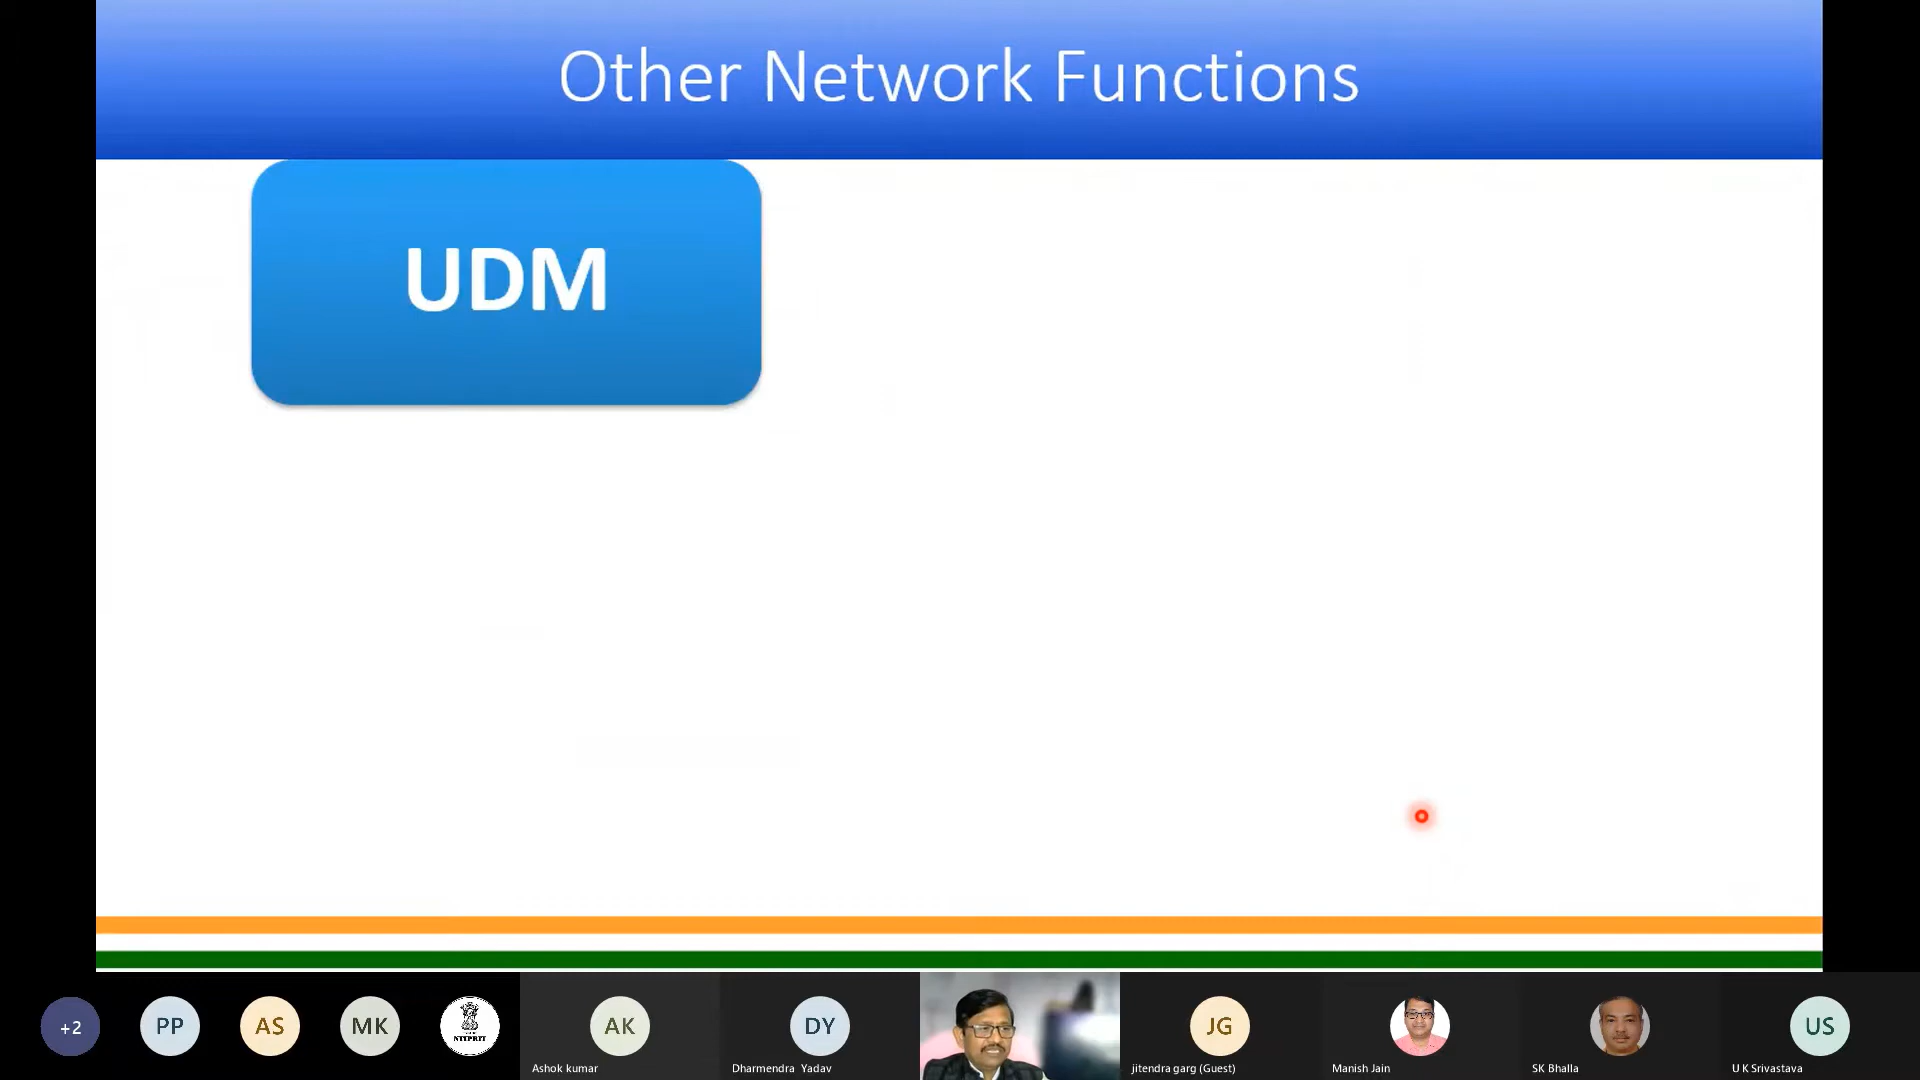 Other Network Functions
UDM
+2
PP
AS
MK
NTIPRIT
AK
DY
JG
US
Ashok kumar
Dharmendra Yadav
jitendra garg (Guest)
Manish Jain
SK Bhalla
U K Srivastava